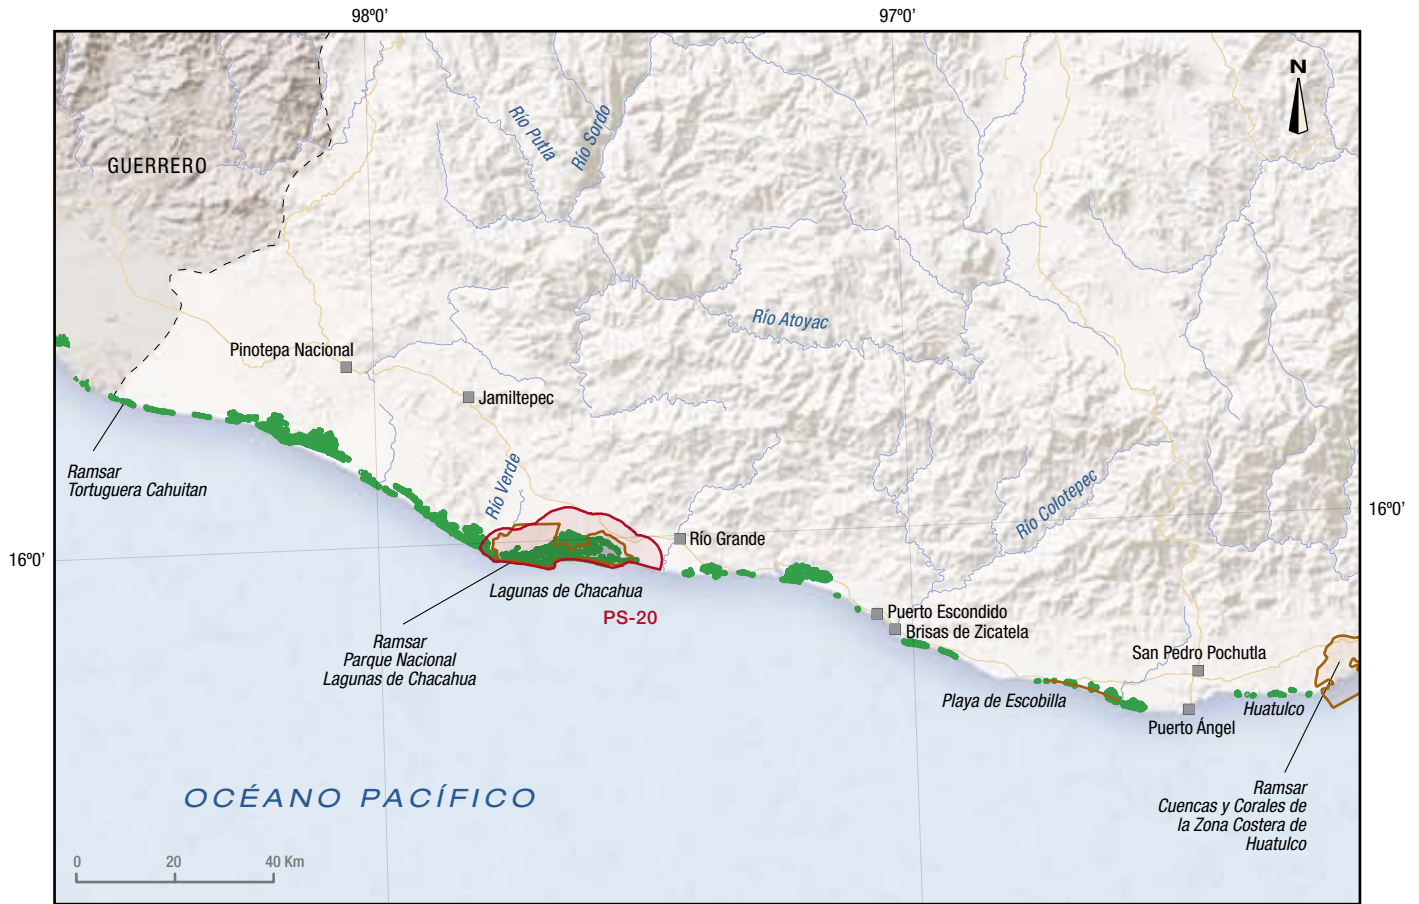 98º0'
97º0'
N
GUERRERO
Río Putla
Río Sordo
Río Atoyac
Pinotepa Nacional
Jamiltepec
Ramsar
Tortuguera Cahuitan
Río Verde
Río Colotepec
16º0'
16º0'
Río Grande
Lagunas de Chacahua
PS-20
Puerto Escondido
Brisas de Zicatela
Ramsar
Parque Nacional
Lagunas de Chacahua
San Pedro Pochutla
Playa de Escobilla
Huatulco
Puerto Ángel
OCÉANO PACÍFICO
Ramsar
Cuencas y Corales de
la Zona Costera de
Huatulco
0 20 40 Km